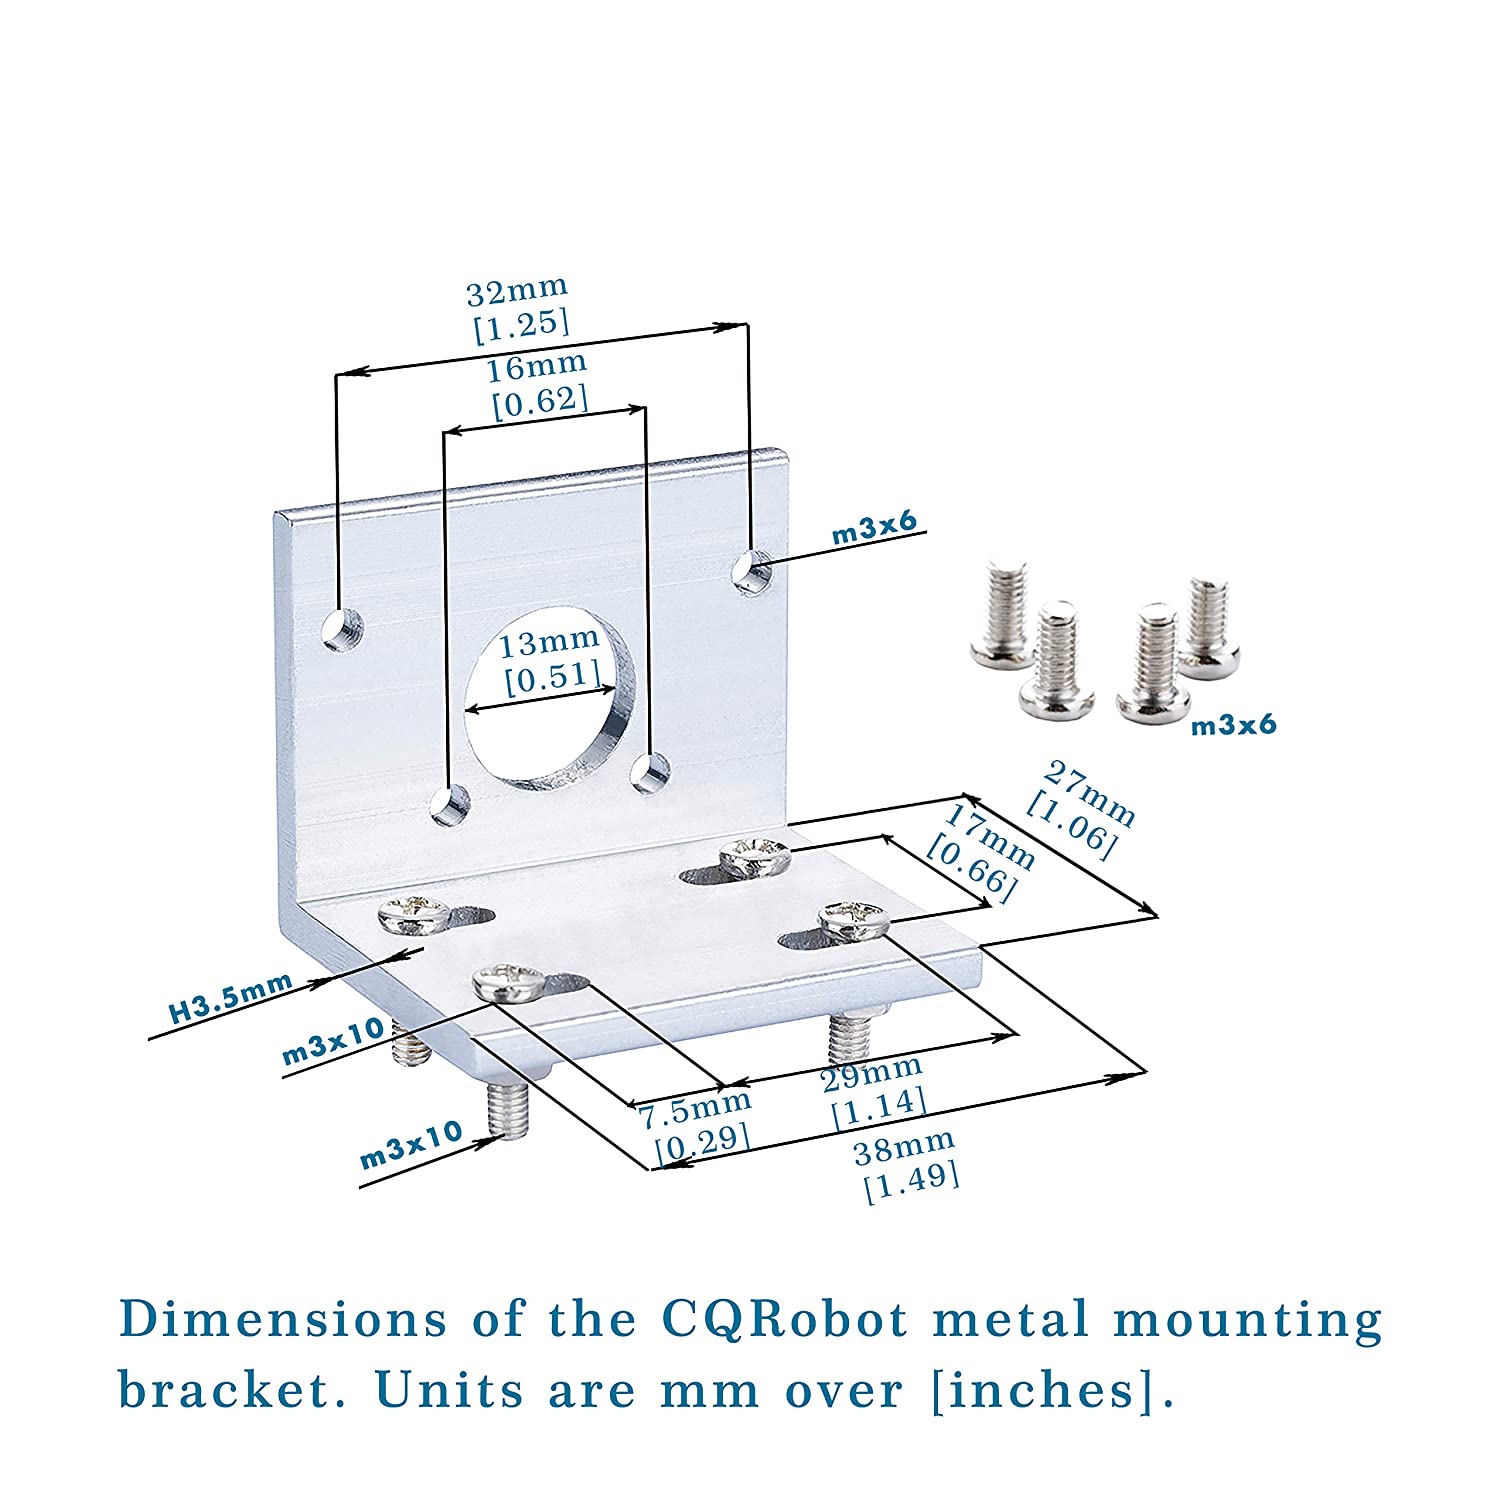 32mm
[1.25]
16mm
[0.62]
m3x6
13mm
[0.51]
m3x6
27mm
[1.06]
17mm
[0.66]
H3.5mm
m3x10
m3x10
7.5mm
[0.29]
29mm
[1.14]
38mm
[1.49]
Dimensions of the CQRobot metal mounting
bracket. Units are mm over [inches].